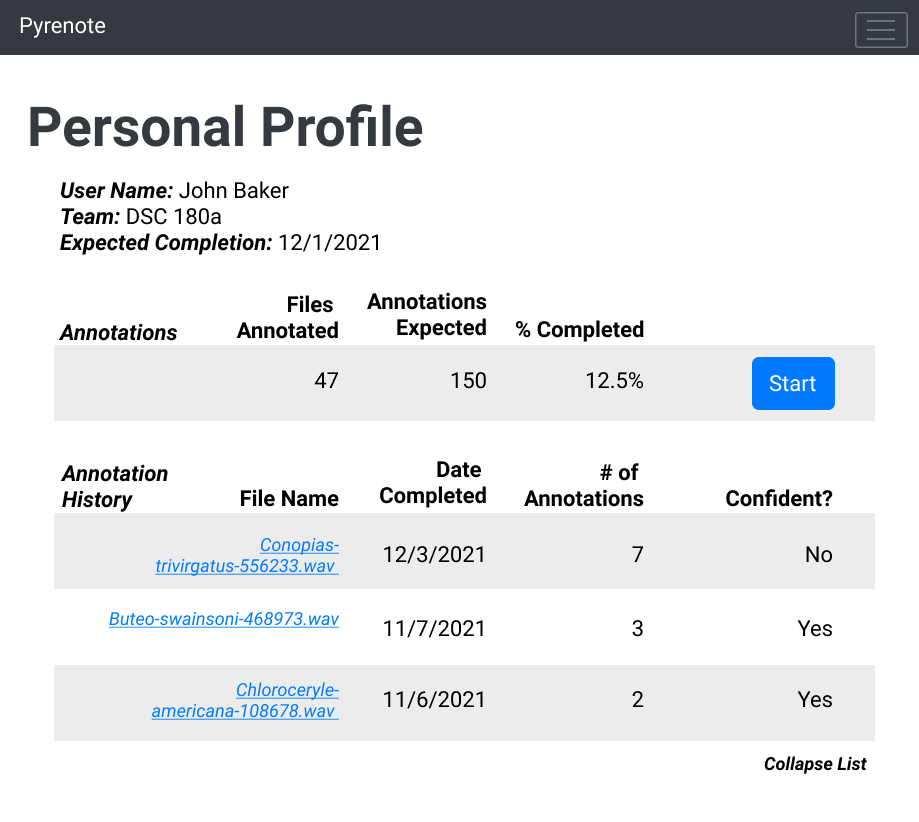 Pyrenote
Personal Profile
User Name: John Baker
Team: DSC 180a
Expected Completion: 12/1/2021
Annotations
Files
Annotated
Annotations
Expected
% Completed
47
150
12.5%
Start
Annotation
History
File Name
Date
Completed
# of
Annotations
Confident?
Conopias-
trivirgatus-556233.wav
12/3/2021
7
No
Buteo-swainsoni-468973.wav
11/7/2021
3
Yes
Chloroceryle-
americana-108678.wav
11/6/2021
2
Yes
Collapse List